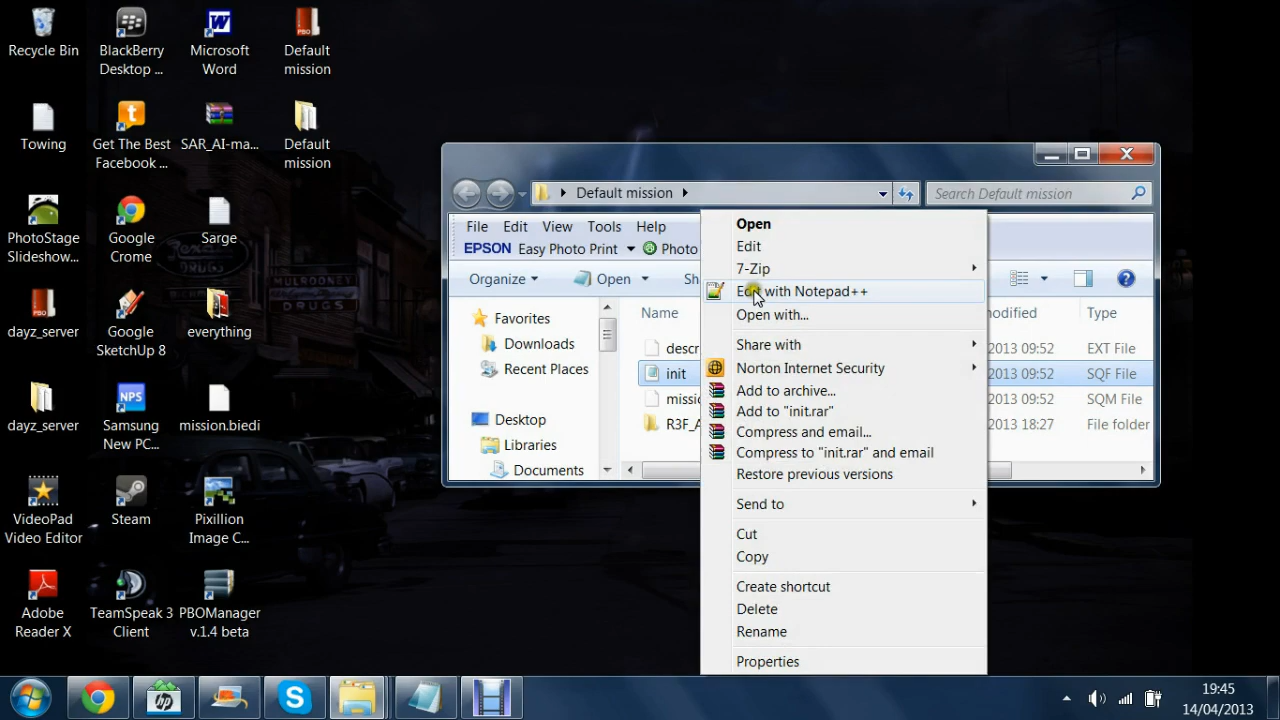 Recycle Bin
BlackBerry
Desktop ...
Microsoft
Word
Default
mission
Towing
Get The Best
Facebook ...
SAR_AI-ma...
Default
mission
PhotoStage
Slideshow...
Google
Crome
Sarge
dayz_server
Google
SketchUp 8
everything
dayz_server
Samsung
New PC...
mission.biedi
VideoPad
Video Editor
Steam
Pixillion
Image C...
Adobe
Reader X
TeamSpeak 3
Client
PBOManager
v.1.4 beta
Default mission
Search Default mission
File Edit View Tools Help
EPSON Easy Photo Print Photo
Organize Open Sh
Favorites
Downloads
Recent Places
Desktop
Libraries
Documents
Name odified Type
descr 2013 09:52 EXT File
init 2013 09:52 SQF File
missio 2013 09:52 SQM File
R3F_A 2013 18:27 File folder
Open
Edit
7-Zip
Edit with Notepad++
Open with...
Share with
Norton Internet Security
Add to archive...
Add to "init.rar"
Compress and email...
Compress to "init.rar" and email
Restore previous versions
Send to
Cut
Copy
Create shortcut
Delete
Rename
Properties
19:45
14/04/2013